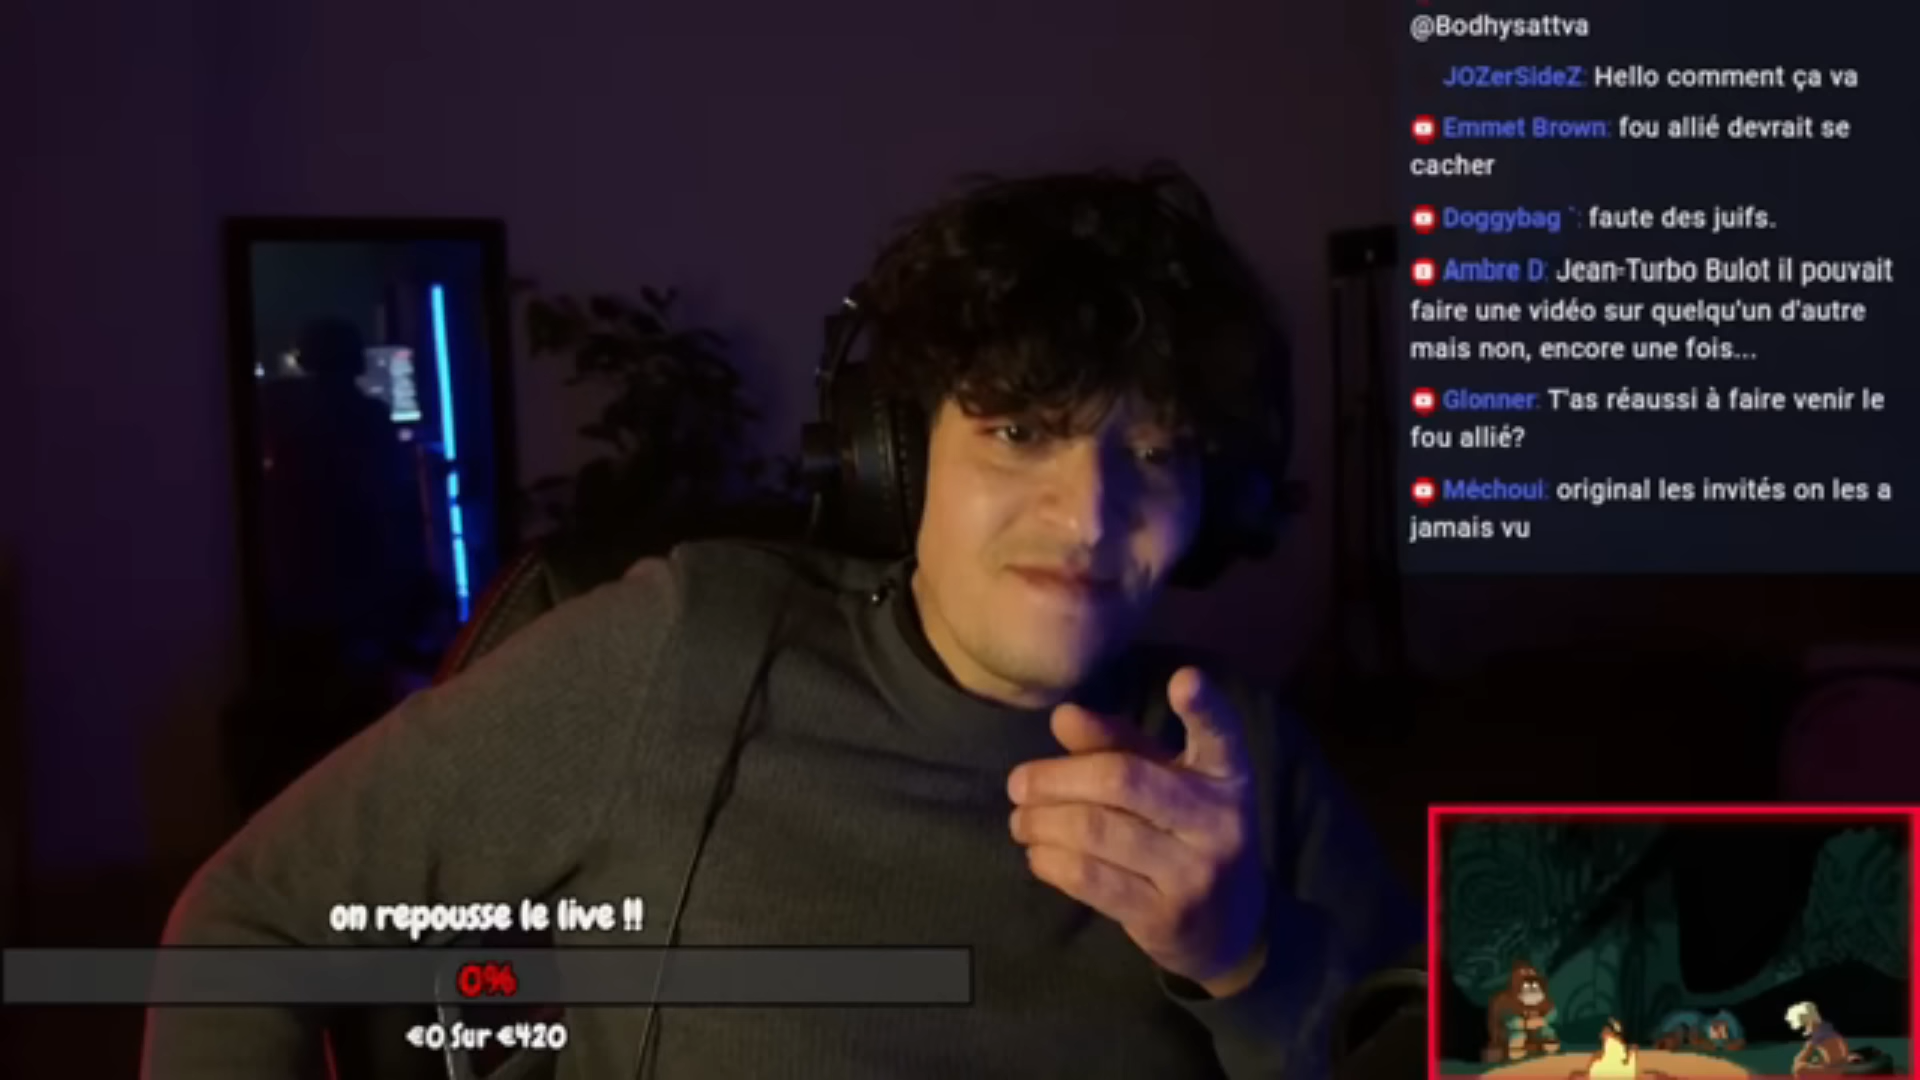 @Bodhysattva
JOZerSideZ: Hello comment ça va
Emmet Brown: fou allié devrait se
cacher
Doggybag `: faute des juifs.
Ambre D: Jean-Turbo Bulot il pouvait
faire une vidéo sur quelqu'un d'autre
mais non, encore une fois...
Glonner: T'as réaussi à faire venir le
fou allié?
Méchoui: original les invités on les a
jamais vu
on repousse le live !!
0%
€0 Sur €420